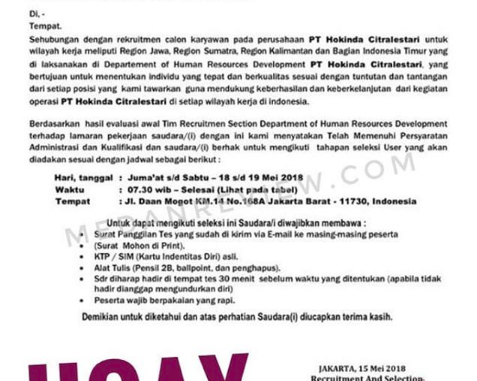 Di, -
Tempat.
Sehubungan dengan rekruitmen calon karyawan pada perusahaan PT Hokinda Citralestari untuk
wilayah kerja meliputi Region Jawa, Region Sumatra, Region Kalimantan dan Bagian Indonesia Timur yang
di laksanakan di Departement of Human Resources Development PT Hokinda Citralestari, yang
bertujuan untuk menentukan individu yang tepat dan berkualitas sesuai dengan tuntutan dan tantangan
dari setiap posisi yang kami tawarkan guna mendukung keberhasilan dan keberkelanjutan dari kegiatan
operasi PT Hokinda Citralestari di setiap wilayah kerja di indonesia.
Berdasarkan hasil evaluasi awal Tim Recruitmen Section Department of Human Resources Development
terhadap lamaran pekerjaan saudara/(i) dengan ini kami menyatakan Telah Memenuhi Persyaratan
Administrasi dan Kualifikasi dan saudara/(i) berhak untuk mengikuti tahapan seleksi User yang akan
diadakan sesuai dengan jadwal sebagai berikut :
Hari, tanggal : Juma'at s/d Sabtu – 18 s/d 19 Mei 2018
Waktu : 07.30 wib – Selesai (Lihat pada tabel)
Tempat : Jl. Daan Mogot KM.14 No.168A Jakarta Barat - 11730, Indonesia
MEDANREVIEW.COM
Untuk dapat mengikuti seleksi ini Saudara/i diwajibkan membawa :
• Surat Panggilan Tes yang sudah di kirim via E-mail ke masing-masing peserta
(Surat Mohon di Print).
• KTP / SIM (Kartu Indentitas Diri) asli.
• Alat Tulis (Pensil 2B, ballpoint, dan penghapus).
• Sdr diharap hadir di tempat tes 30 menit sebelum waktu yang ditentukan (apabila tidak
hadir dianggap mengundurkan diri)
• Peserta wajib berpakaian yang rapi.
Demikian untuk diketahui dan atas perhatian Saudara(i) diucapkan terima kasih.
HOAX
JAKARTA, 15 Mei 2018
Recruitment And Selection